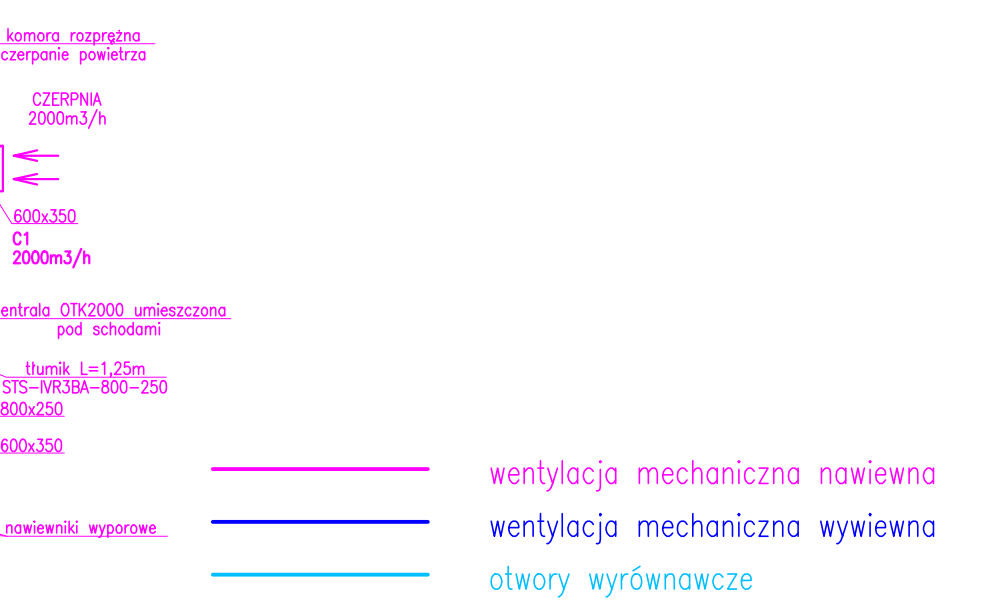 komora rozprężna
czerpanie powietrza
CZERPNIA
2000m3/h
600x350
C1
2000m3/h
entrala OTK2000 umieszczona
pod schodami
tłumik L=1,25m
STS-IVR3BA-800-250
800x250
600x350
nawiewniki wyporowe
wentylacja mechaniczna nawiewna
wentylacja mechaniczna wywiewna
otwory wyrównawcze